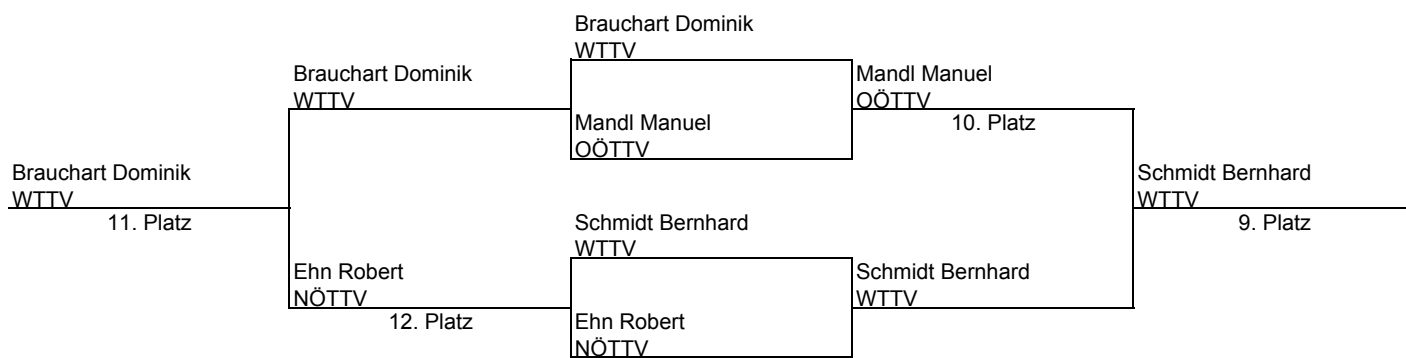 Brauchart Dominik
WTTV
Brauchart Dominik
WTTV
Mandl Manuel
OÖTTV
Mandl Manuel
OÖTTV
10. Platz
Brauchart Dominik
WTTV
11. Platz
Schmidt Bernhard
WTTV
9. Platz
Schmidt Bernhard
WTTV
Ehn Robert
NÖTTV
12. Platz
Schmidt Bernhard
WTTV
Ehn Robert
NÖTTV